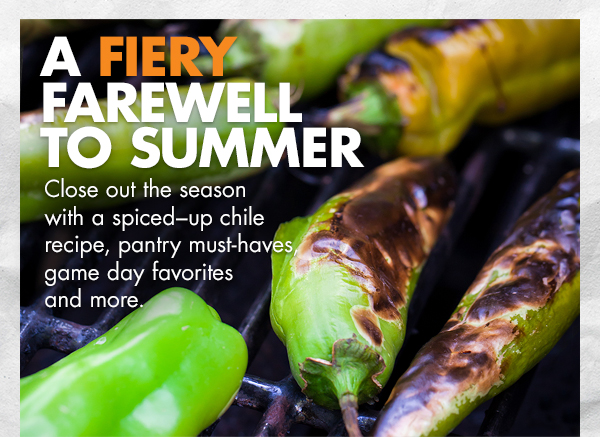 A FIERY
FAREWELL
TO SUMMER
Close out the season
with a spiced–up chile
recipe, pantry must-haves,
game day favorites
and more.